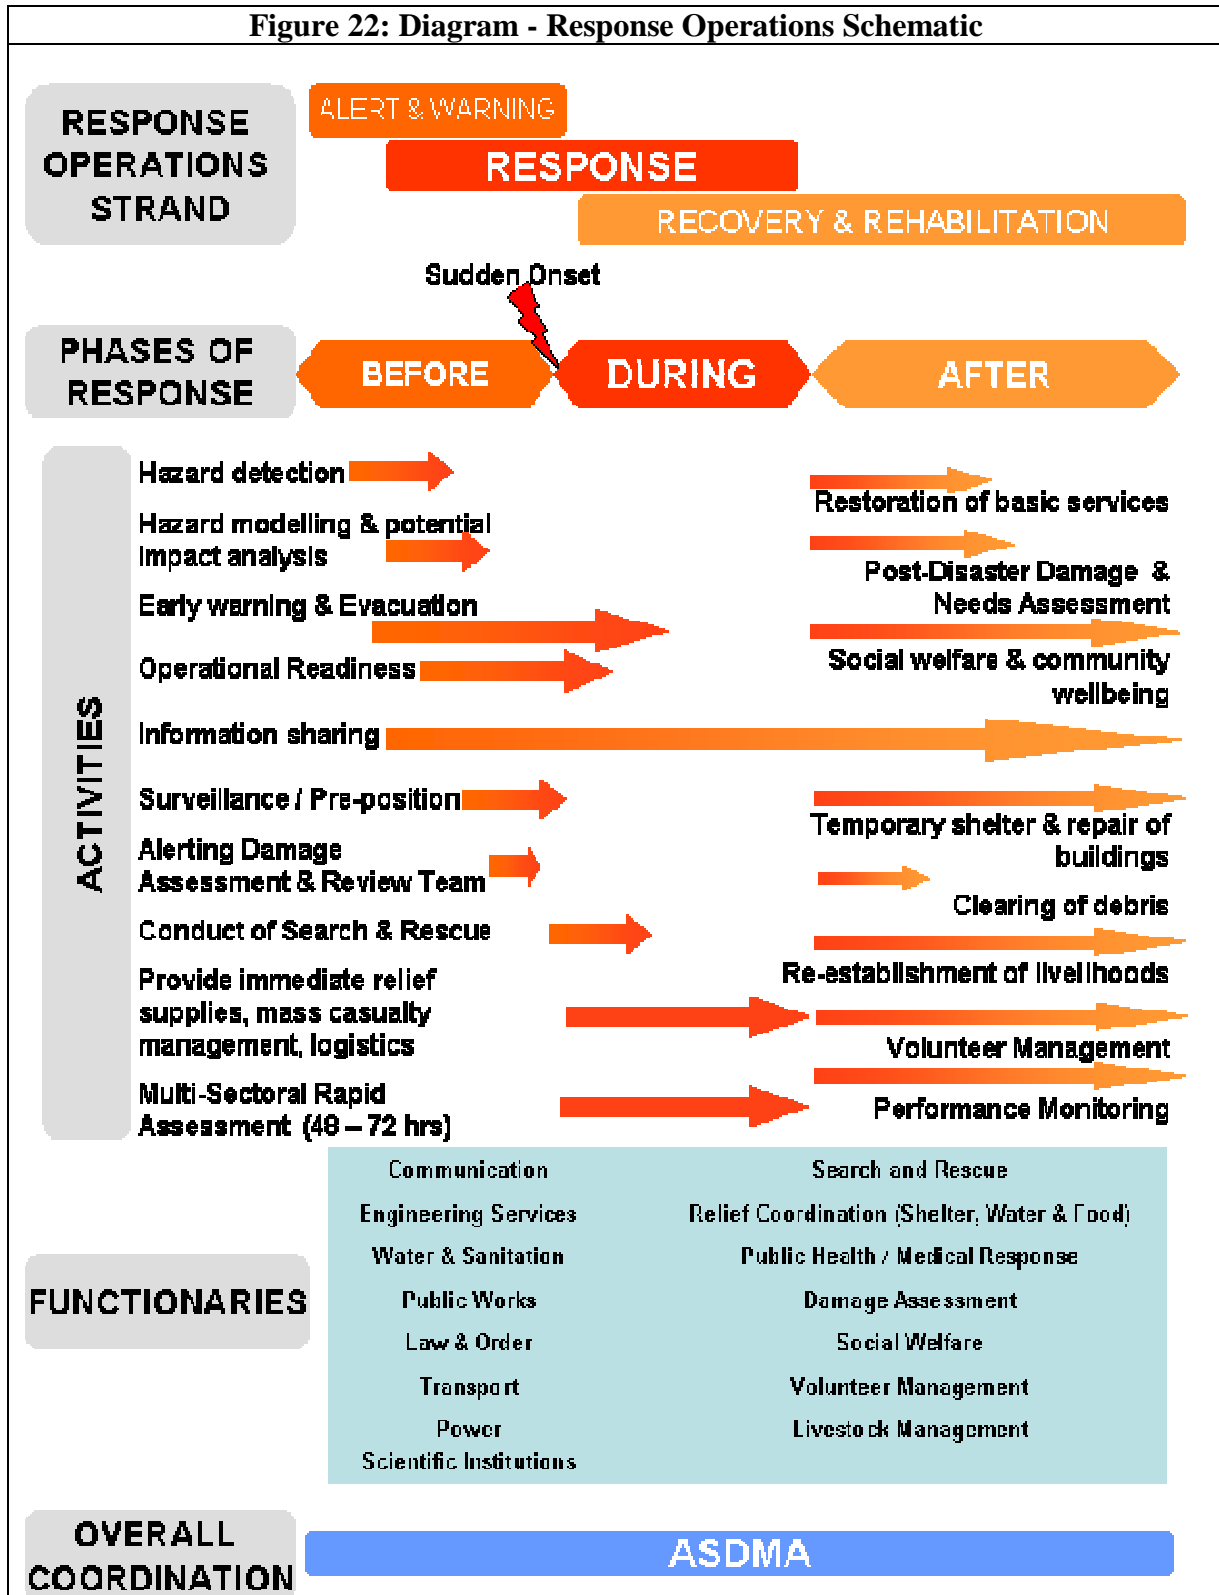 Figure 22: Diagram - Response Operations Schematic
RESPONSE
OPERATIONS
STRAND
ALERT & WARNING
RESPONSE
RECOVERY & REHABILITATION
Sudden Onset
PHASES OF
RESPONSE
BEFORE
DURING
AFTER
ACTIVITIES
Hazard detection
Hazard modelling & potential
impact analysis
Early warning & Evacuation
Operational Readiness
Information sharing
Surveillance / Pre-position
Alerting Damage
Assessment & Review Team
Conduct of Search & Rescue
Provide immediate relief
supplies, mass casualty
management, logistics
Multi-Sectoral Rapid
Assessment (48 – 72 hrs)
Restoration of basic services
Post-Disaster Damage &
Needs Assessment
Social welfare & community
wellbeing
Temporary shelter & repair of
buildings
Clearing of debris
Re-establishment of livelihoods
Volunteer Management
Performance Monitoring
FUNCTIONARIES
Communication
Engineering Services
Water & Sanitation
Public Works
Law & Order
Transport
Power
Scientific Institutions
Search and Rescue
Relief Coordination (Shelter, Water & Food)
Public Health / Medical Response
Damage Assessment
Social Welfare
Volunteer Management
Livestock Management
OVERALL
COORDINATION
ASDMA